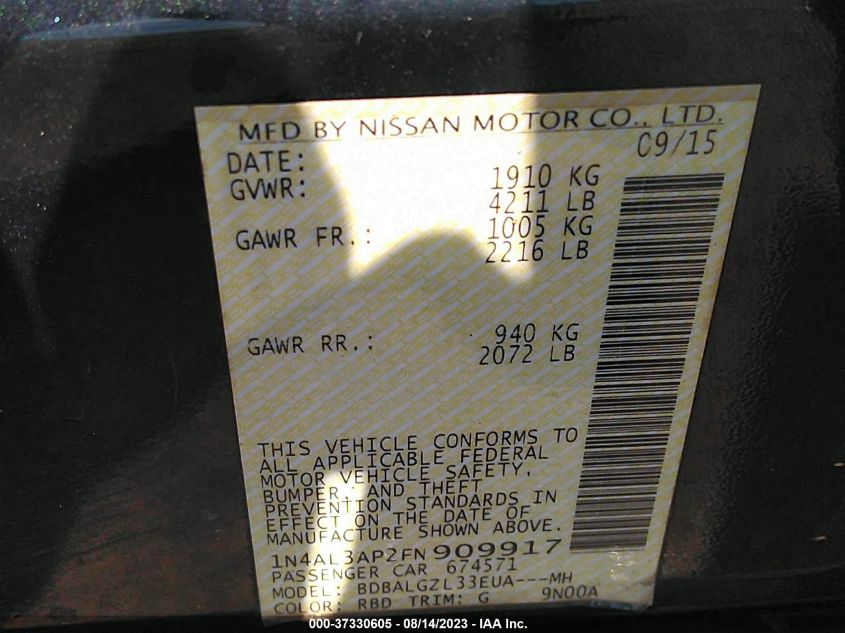 MFD BY NISSAN MOTOR CO., LTD.
DATE: 09/15
GVWR: 1910 KG
4211 LB
GAWR FR.: 1005 KG
2216 LB
GAWR RR.: 940 KG
2072 LB
THIS VEHICLE CONFORMS TO
ALL APPLICABLE FEDERAL
MOTOR VEHICLE SAFETY,
BUMPER, AND THEFT
PREVENTION STANDARDS IN
EFFECT ON THE DATE OF
MANUFACTURE SHOWN ABOVE.
1N4AL3AP2FN909917
PASSENGER CAR 674571
MODEL: BDBALGZL33EUA---MH
COLOR: RBD TRIM: G 9N00A
000-37330605 - 08/14/2023 - IAA Inc.